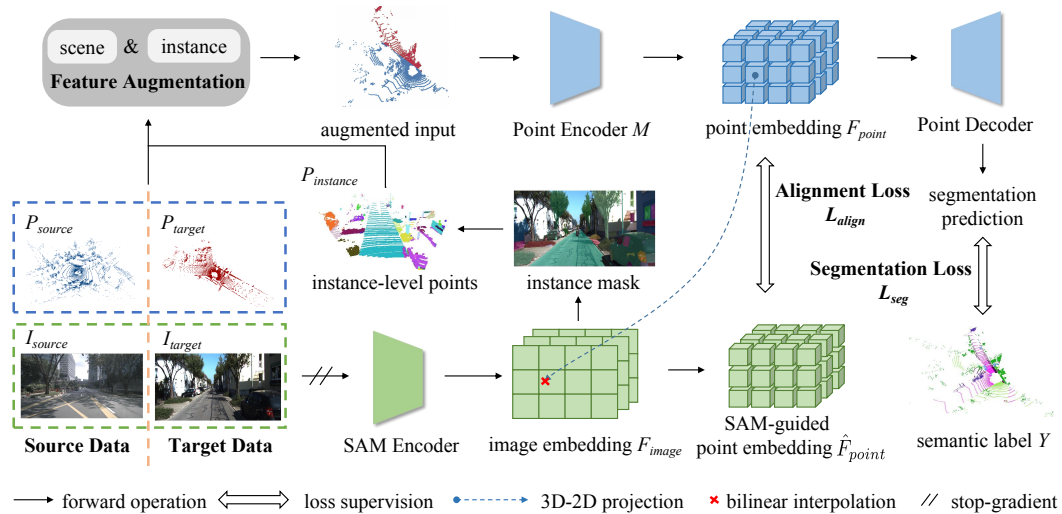 scene & instance
Feature Augmentation
augmented input
Point Encoder M
point embedding F_point
Point Decoder
P_instance
Alignment Loss
L_align
segmentation
prediction
P_source
P_target
instance-level points
instance mask
Segmentation Loss
L_seg
I_source
I_target
Source Data
Target Data
SAM Encoder
image embedding F_image
SAM-guided
point embedding F̂_point
semantic label Y
forward operation
loss supervision
3D-2D projection
bilinear interpolation
stop-gradient